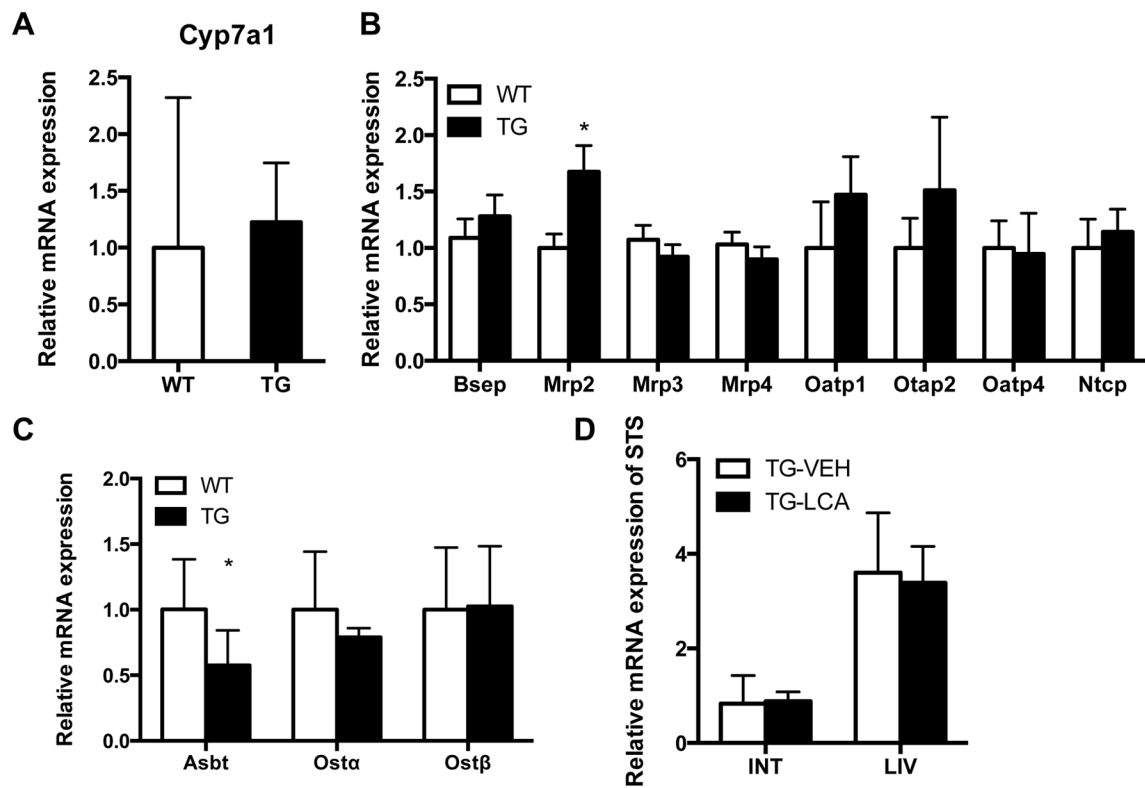 A
Cyp7a1
Relative mRNA expression
2.5
2.0
1.5
1.0
0.5
0.0
WT
TG
B
Relative mRNA expression
2.5
2.0
1.5
1.0
0.5
0.0
WT
TG
*
Bsep Mrp2 Mrp3 Mrp4 Oatp1 Otap2 Oatp4 Ntcp
C
Relative mRNA expression
2.0
1.5
1.0
0.5
0.0
WT
TG
*
Asbt Ostα Ostβ
D
Relative mRNA expression of STS
6
4
2
0
TG-VEH
TG-LCA
INT LIV